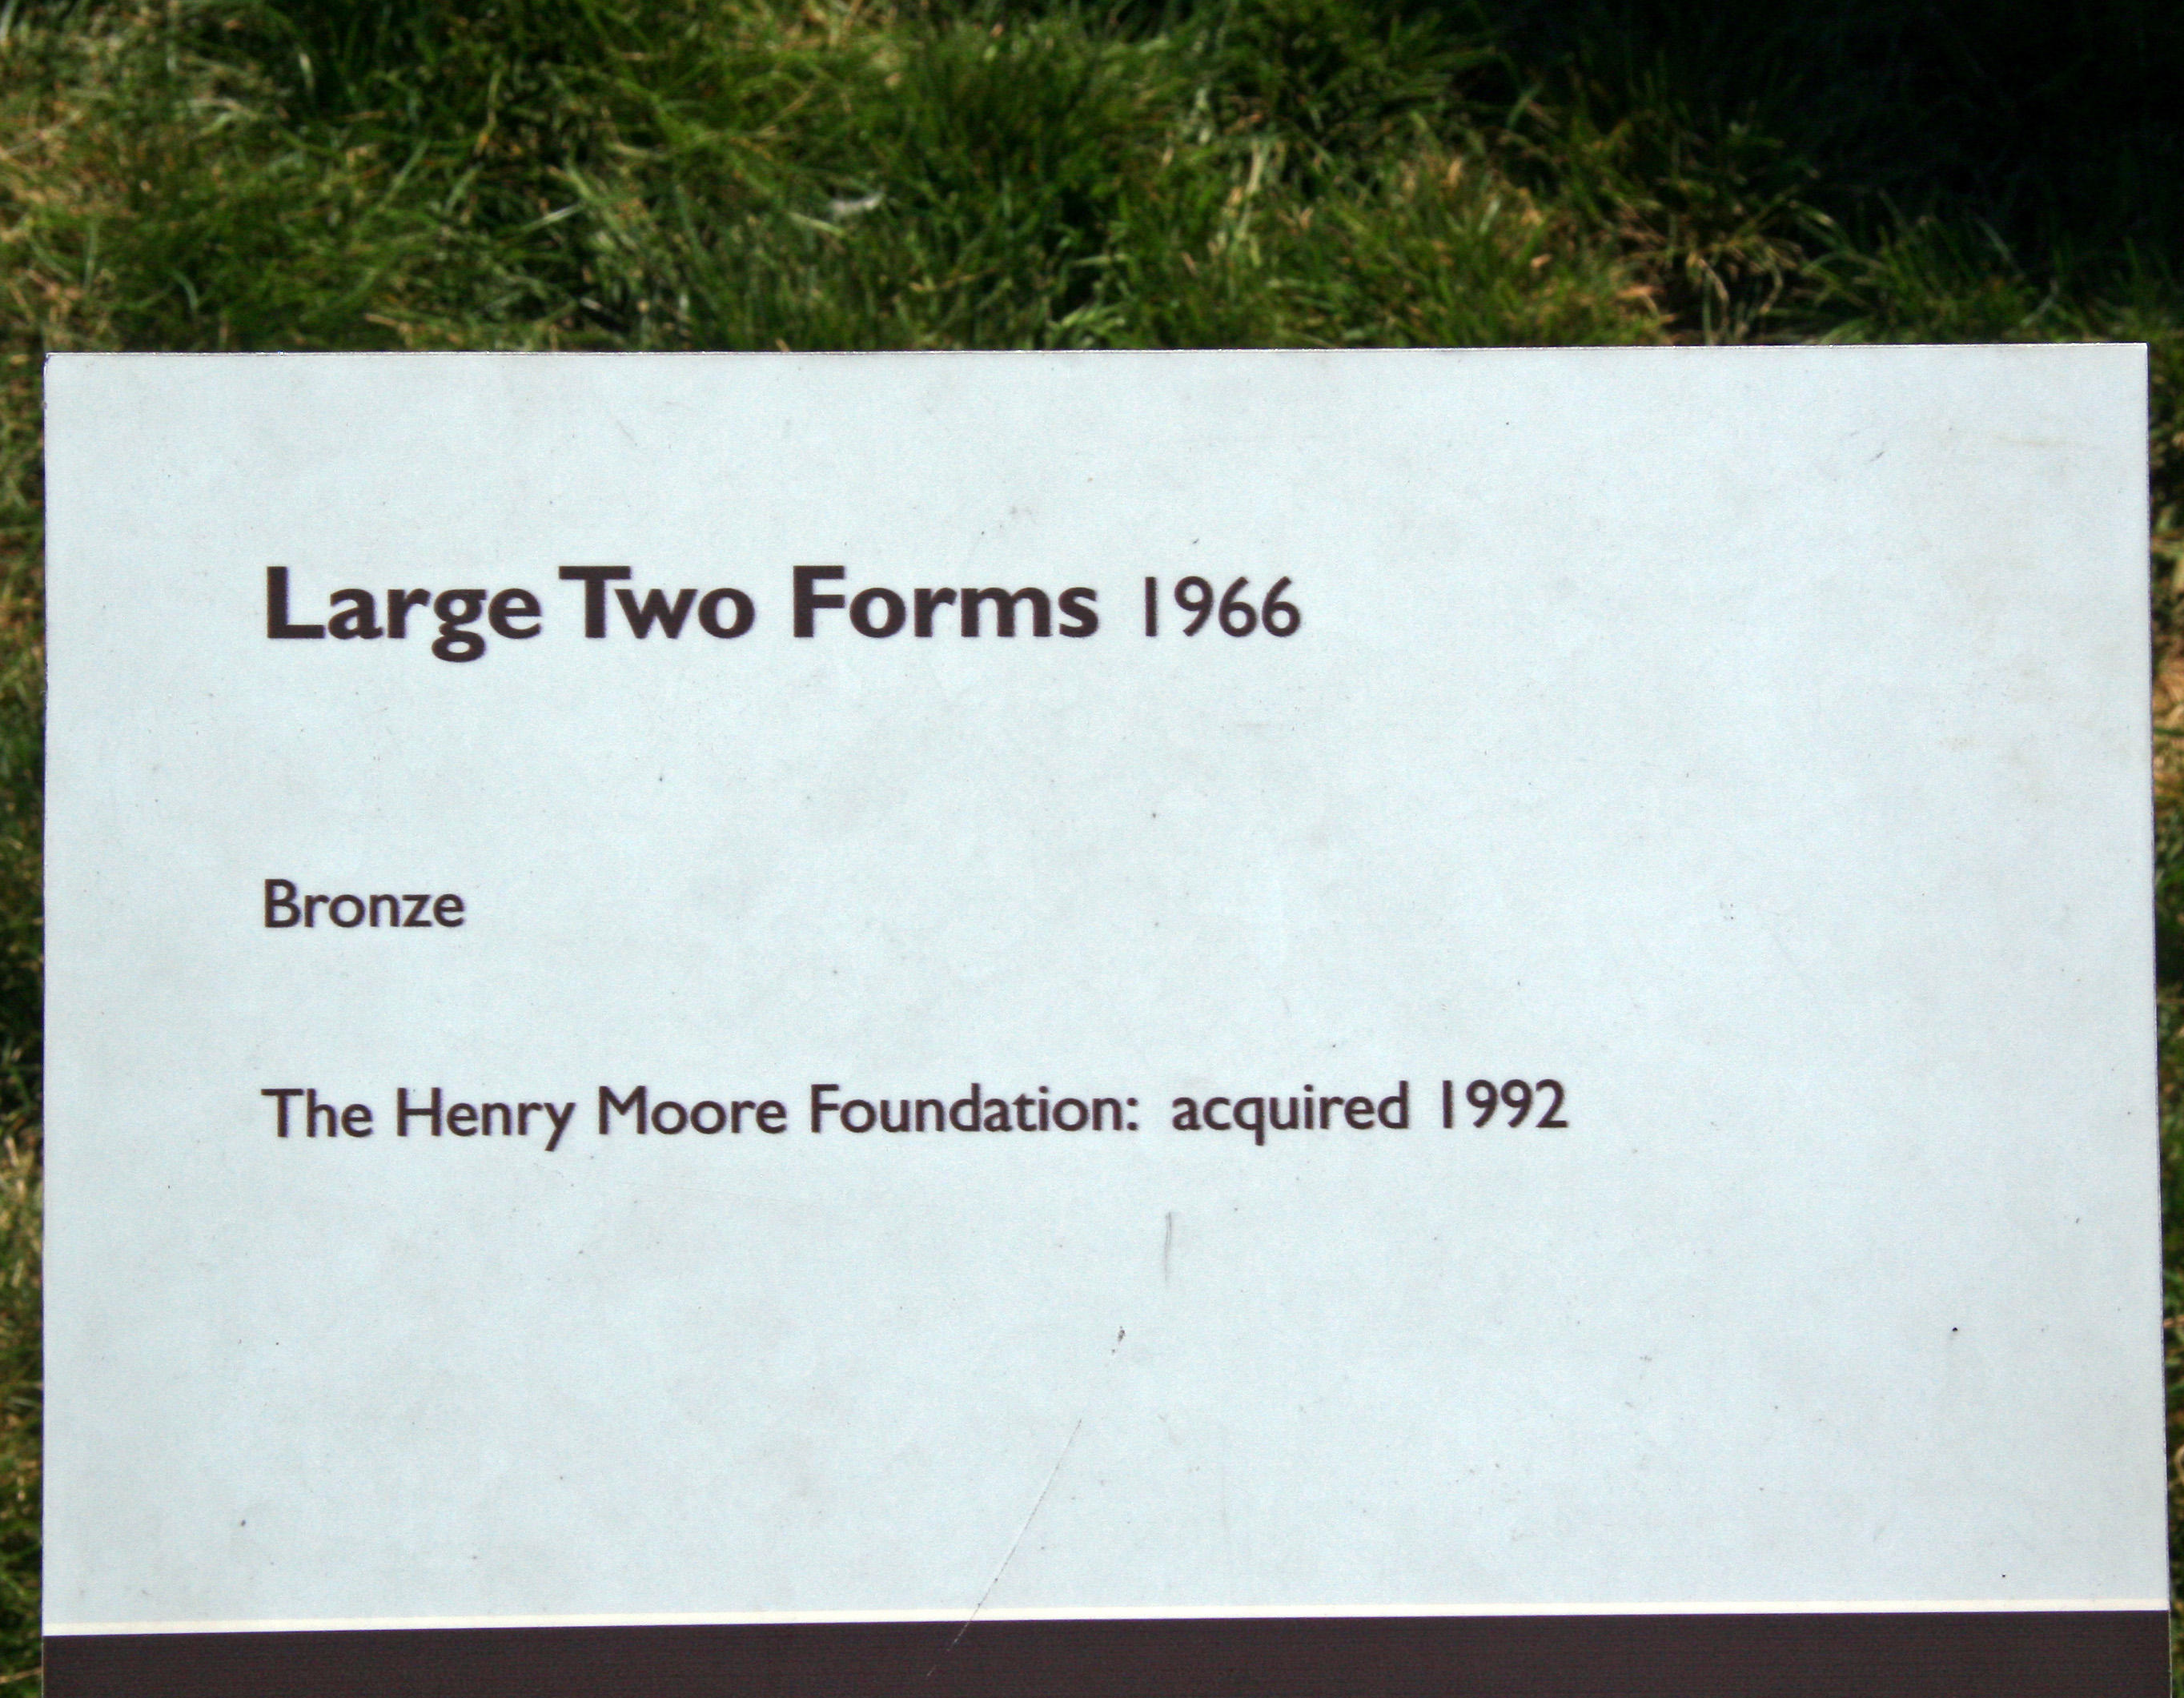 Large Two Forms 1966
Bronze
The Henry Moore Foundation: acquired 1992